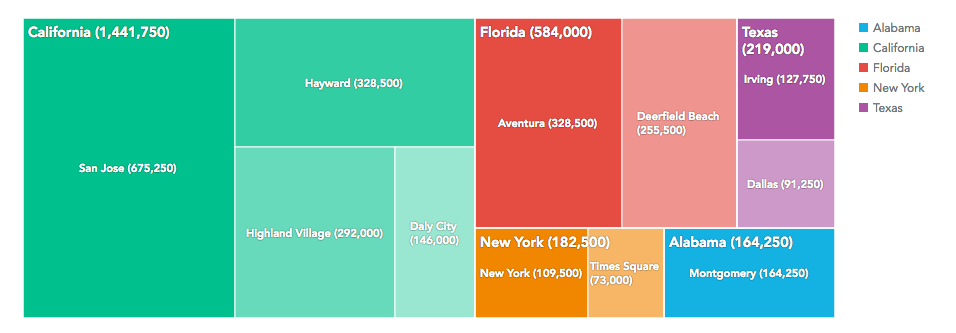 California (1,441,750)
San Jose (675,250)
Hayward (328,500)
Highland Village (292,000)
Daly City
(146,000)
Florida (584,000)
Aventura (328,500)
Deerfield Beach
(255,500)
Texas
(219,000)
Irving (127,750)
Dallas (91,250)
New York (182,500)
New York (109,500)
Times Square
(73,000)
Alabama (164,250)
Montgomery (164,250)
Alabama
California
Florida
New York
Texas